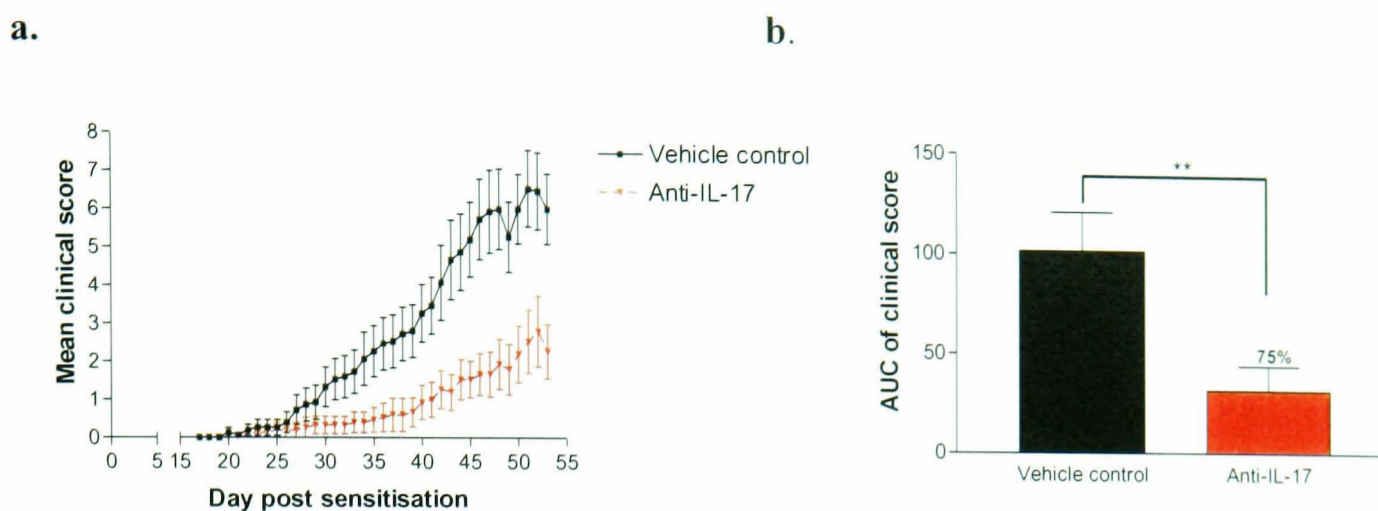 a.
b.
8
7
6
5
4
3
2
1
0
Mean clinical score
0 5 15 20 25 30 35 40 45 50 55
Day post sensitisation
Vehicle control
Anti-IL-17
150
100
50
0
AUC of clinical score
**
75%
Vehicle control Anti-IL-17